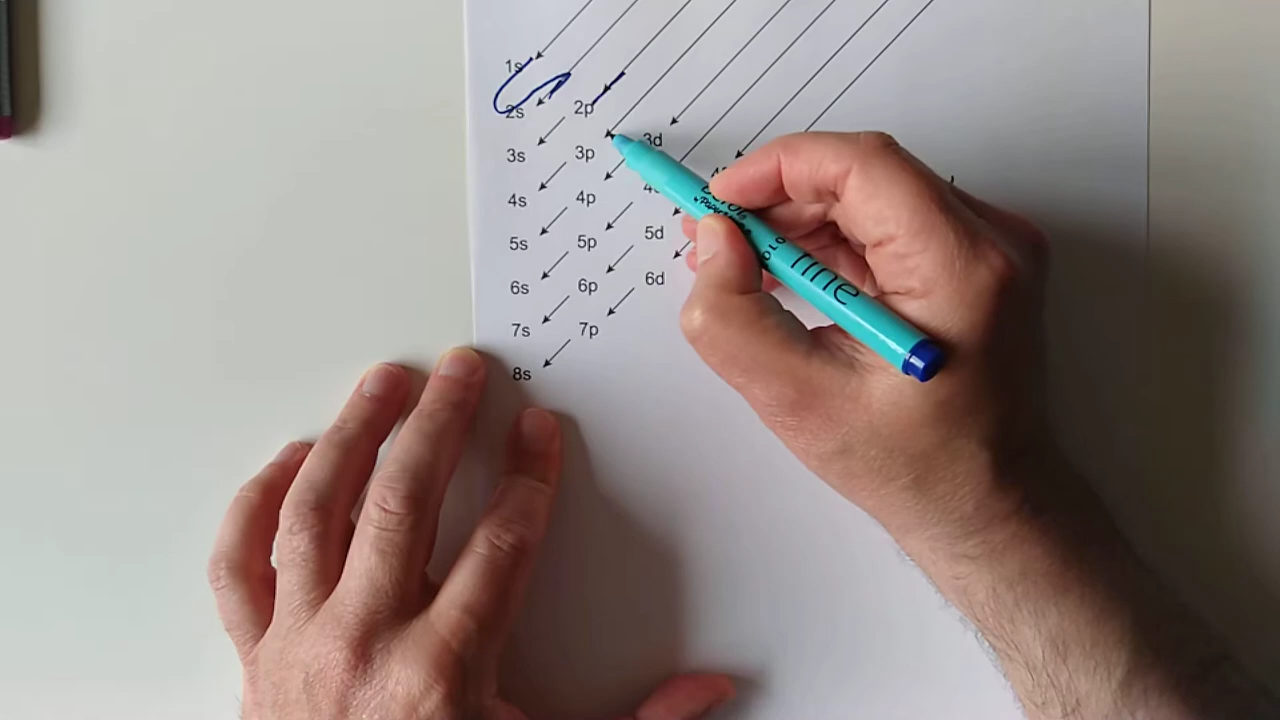 1s
2s 2p
3s 3p 3d
4s 4p
5s 5p 5d
6s 6p 6d
7s 7p
8s
fine